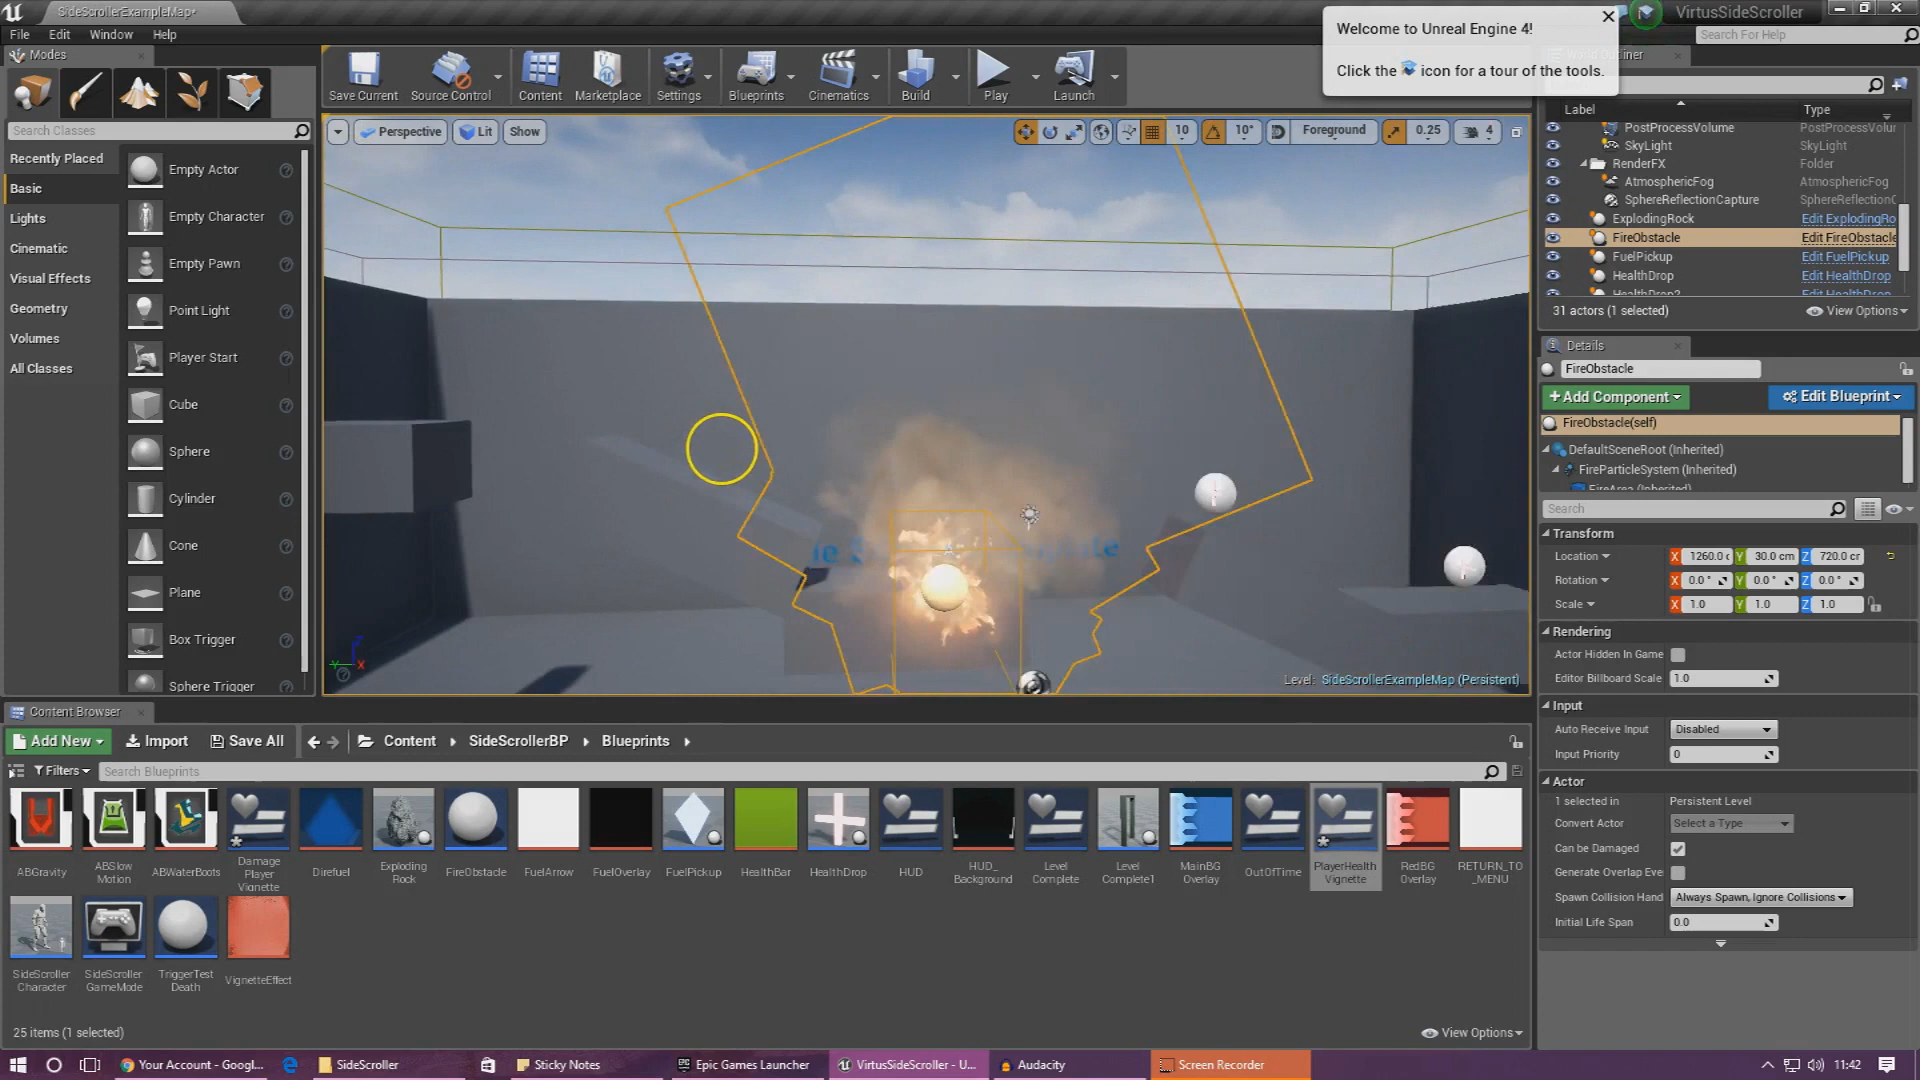 SideScrollerExampleMap*
VirtusSideScroller
File Edit Window Help
Search For Help
Welcome to Unreal Engine 4!
Click the icon for a tour of the tools.
Modes
Save Current
Source Control
Content
Marketplace
Settings
Blueprints
Cinematics
Build
Play
Launch
Search Classes
Recently Placed
Basic
Lights
Cinematic
Visual Effects
Geometry
Volumes
All Classes
Empty Actor
Empty Character
Empty Pawn
Point Light
Player Start
Cube
Sphere
Cylinder
Cone
Plane
Box Trigger
Sphere Trigger
Perspective Lit Show
10 10° Foreground 0.25 4
Level: SideScrollerExampleMap (Persistent)
Label Type
PostProcessVolume PostProcessVolur
SkyLight SkyLight
RenderFX Folder
AtmosphericFog AtmosphericFog
SphereReflectionCapture SphereReflectionC
ExplodingRock Edit ExplodingRo
FireObstacle Edit FireObstacle
FuelPickup Edit FuelPickup
HealthDrop Edit HealthDrop
HealthDrop2 Edit HealthDrop
31 actors (1 selected) View Options
Details
FireObstacle
+Add Component Edit Blueprint
FireObstacle(self)
DefaultSceneRoot (Inherited)
FireParticleSystem (Inherited)
FireArea (Inherited)
Search
Transform
Location X 1260.0 c Y 30.0 cm Z 720.0 cr
Rotation X 0.0 ° Y 0.0 ° Z 0.0 °
Scale X 1.0 Y 1.0 Z 1.0
Rendering
Actor Hidden In Game
Editor Billboard Scale 1.0
Input
Auto Receive Input Disabled
Input Priority 0
Actor
1 selected in Persistent Level
Convert Actor Select a Type
Can be Damaged
Generate Overlap Eve
Spawn Collision Hand Always Spawn, Ignore Collisions
Initial Life Span 0.0
Content Browser
Add New Import Save All Content SideScrollerBP Blueprints
Filters Search Blueprints
ABGravity
ABSlow Motion
ABWaterBoots
Damage Player Vignette
Direfuel
Exploding Rock
FireObstacle
FuelArrow
FuelOverlay
FuelPickup
HealthBar
HealthDrop
HUD
HUD_Background
Level Complete
Level Complete1
MainBG Overlay
OutOfTime
PlayerHealth Vignette
RedBG Overlay
RETURN_TO_MENU
SideScroller Character
SideScroller GameMode
TriggerTest Death
VignetteEffect
25 items (1 selected) View Options
Your Account - Googl...
SideScroller
Sticky Notes
Epic Games Launcher
VirtusSideScroller - U...
Audacity
Screen Recorder
11:42